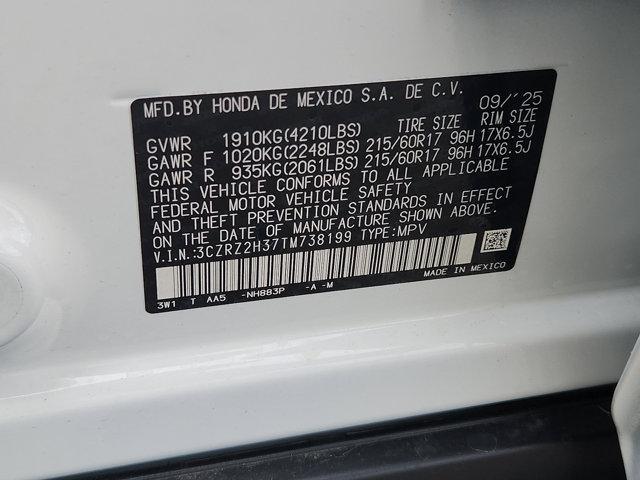 MFD.BY HONDA DE MEXICO S.A. DE C.V. 09/'25
TIRE SIZE RIM SIZE
GVWR 1910KG(4210LBS)
GAWR F 1020KG(2248LBS) 215/60R17 96H 17X6.5J
GAWR R 935KG(2061LBS) 215/60R17 96H 17X6.5J
THIS VEHICLE CONFORMS TO ALL APPLICABLE
FEDERAL MOTOR VEHICLE SAFETY
AND THEFT PREVENTION STANDARDS IN EFFECT
ON THE DATE OF MANUFACTURE SHOWN ABOVE.
V.I.N.:3CZRZ2H37TM738199 TYPE:MPV
MADE IN MEXICO
3W1 T AA5 -NH883P -A -M